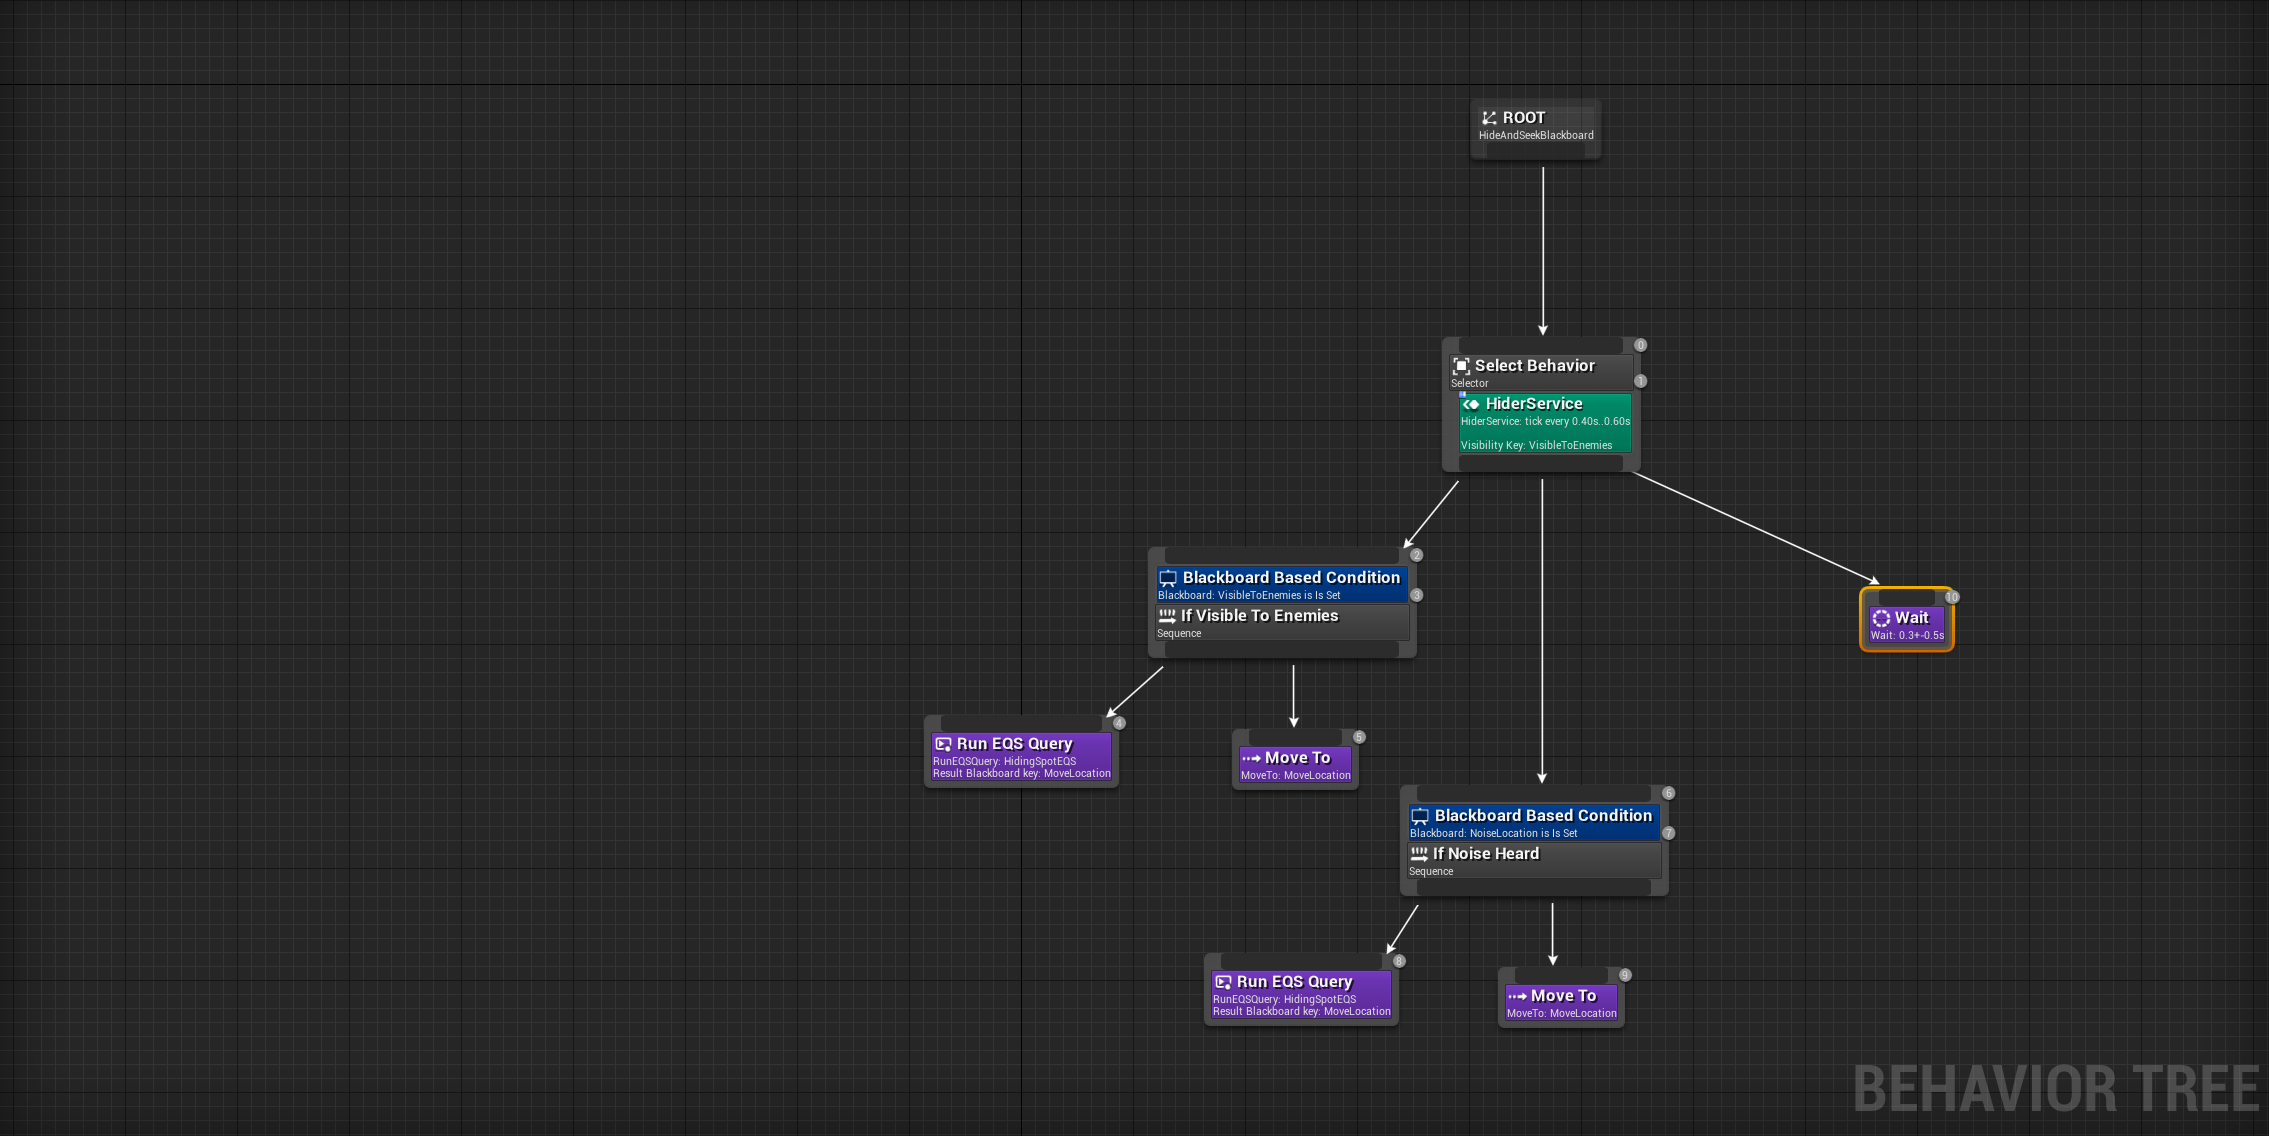 ROOT
HideAndSeekBlackboard
0
Select Behavior
Selector
1
HiderService
HiderService: tick every 0.40s..0.60s
Visibility Key: VisibleToEnemies
2
Blackboard Based Condition
Blackboard: VisibleToEnemies is Is Set
3
If Visible To Enemies
Sequence
10
Wait
Wait: 0.3+-0.5s
4
Run EQS Query
RunEQSQuery: HidingSpotEQS
Result Blackboard key: MoveLocation
5
Move To
MoveTo: MoveLocation
6
Blackboard Based Condition
Blackboard: NoiseLocation is Is Set
7
If Noise Heard
Sequence
8
Run EQS Query
RunEQSQuery: HidingSpotEQS
Result Blackboard key: MoveLocation
9
Move To
MoveTo: MoveLocation
BEHAVIOR TREE